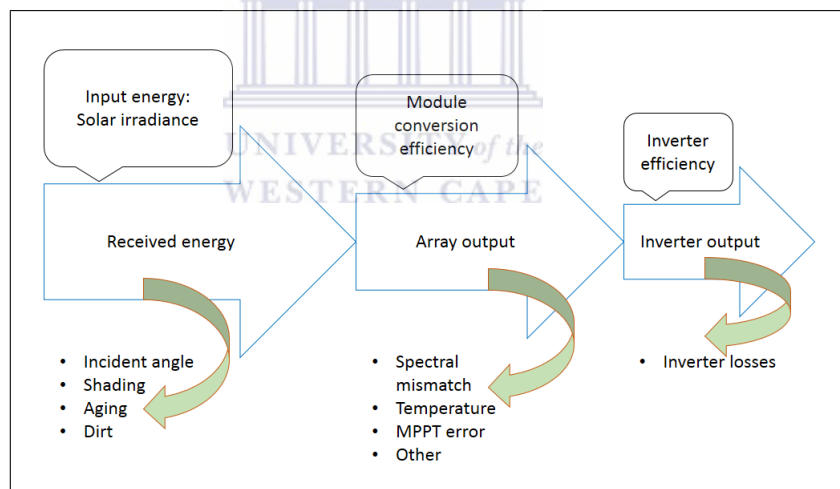 Input energy:
Solar irradiance
Module
conversion
efficiency
Inverter
efficiency
UNIVERSITY of the
WESTERN CAPE
Received energy
Array output
Inverter output
• Incident angle
• Shading
• Aging
• Dirt
• Spectral
mismatch
• Temperature
• MPPT error
• Other
• Inverter losses